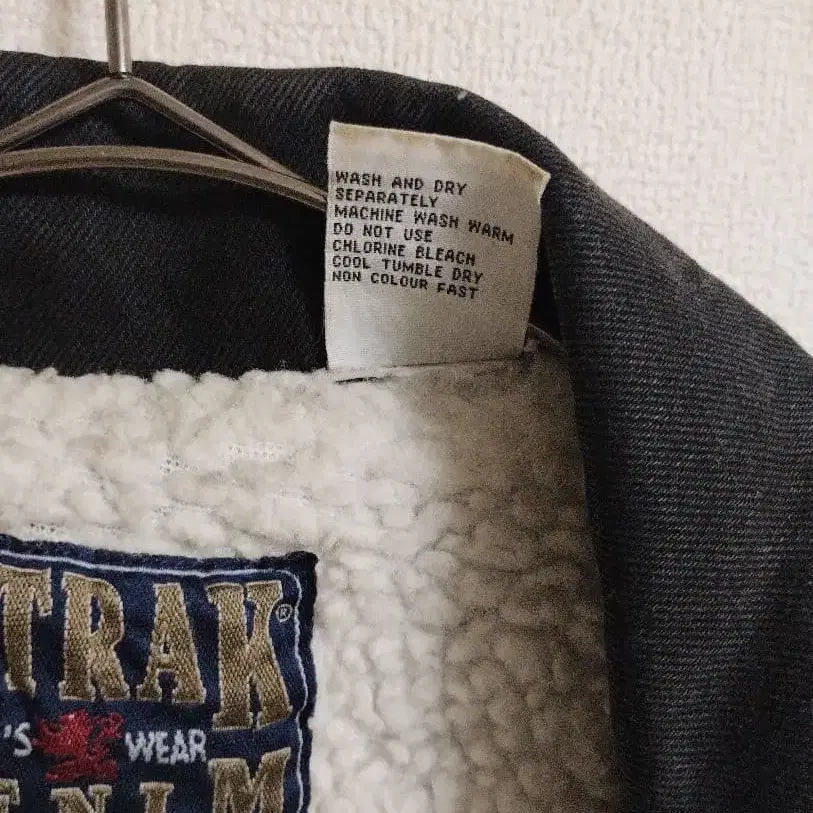 WASH AND DRY
SEPARATELY
MACHINE WASH WARM
DO NOT USE
CHLORINE BLEACH
COOL TUMBLE DRY
NON COLOUR FAST
TRAK®
'S WEAR
ENIM